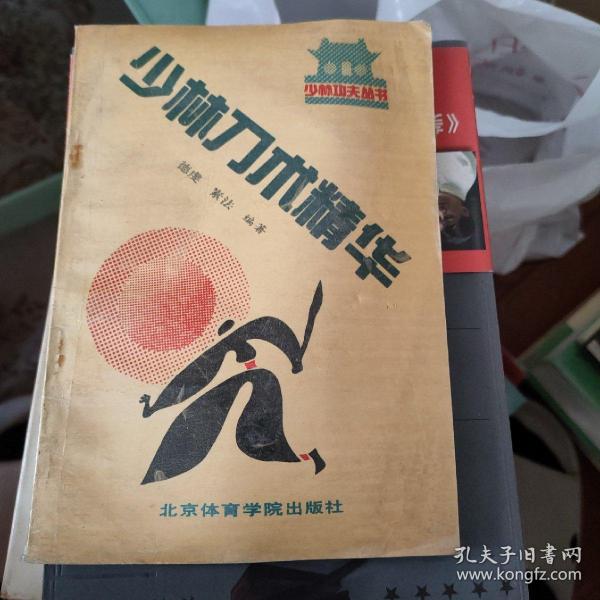 少林功夫丛书
少林刀术精华
德虔 素法 编著
北京体育学院出版社
》
孔夫子旧书网
www.kongfz.com